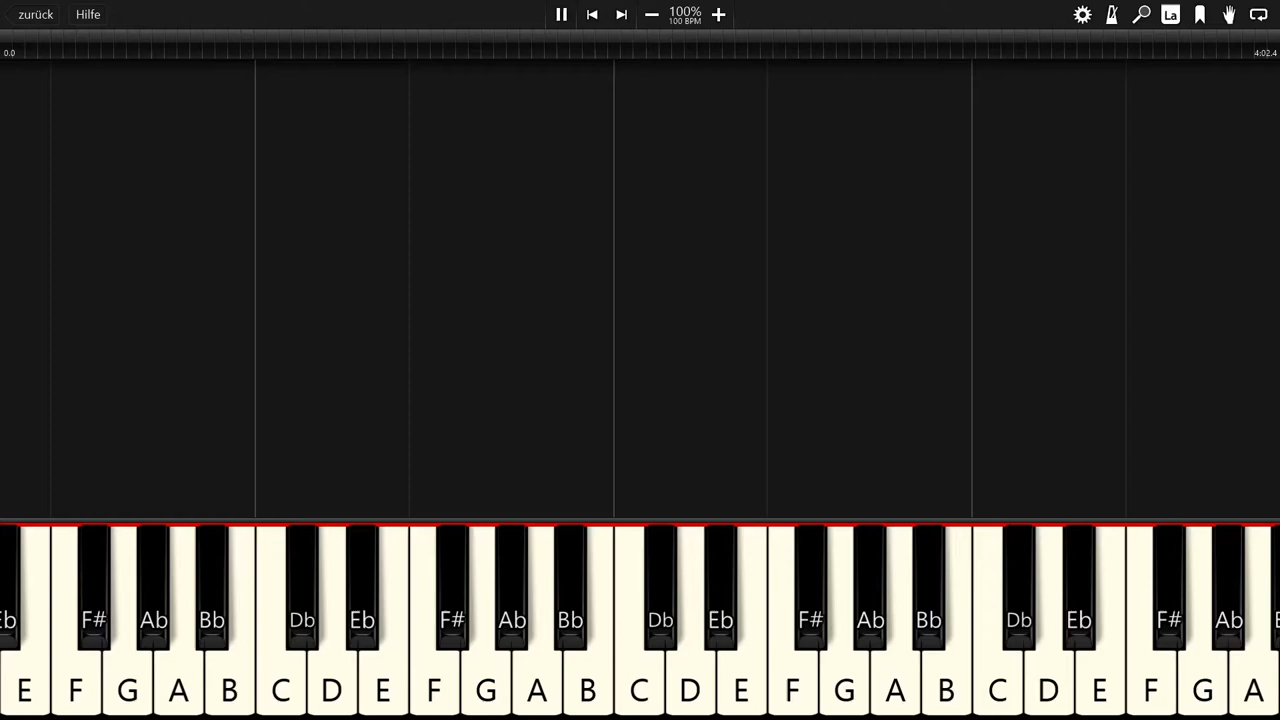 zurück Hilfe 100% La
100 BPM
0.0 4:02.4
Eb F# Ab Bb Db Eb F# Ab Bb Db Eb F# Ab Bb Db Eb F# Ab
E F G A B C D E F G A B C D E F G A B C D E F G A